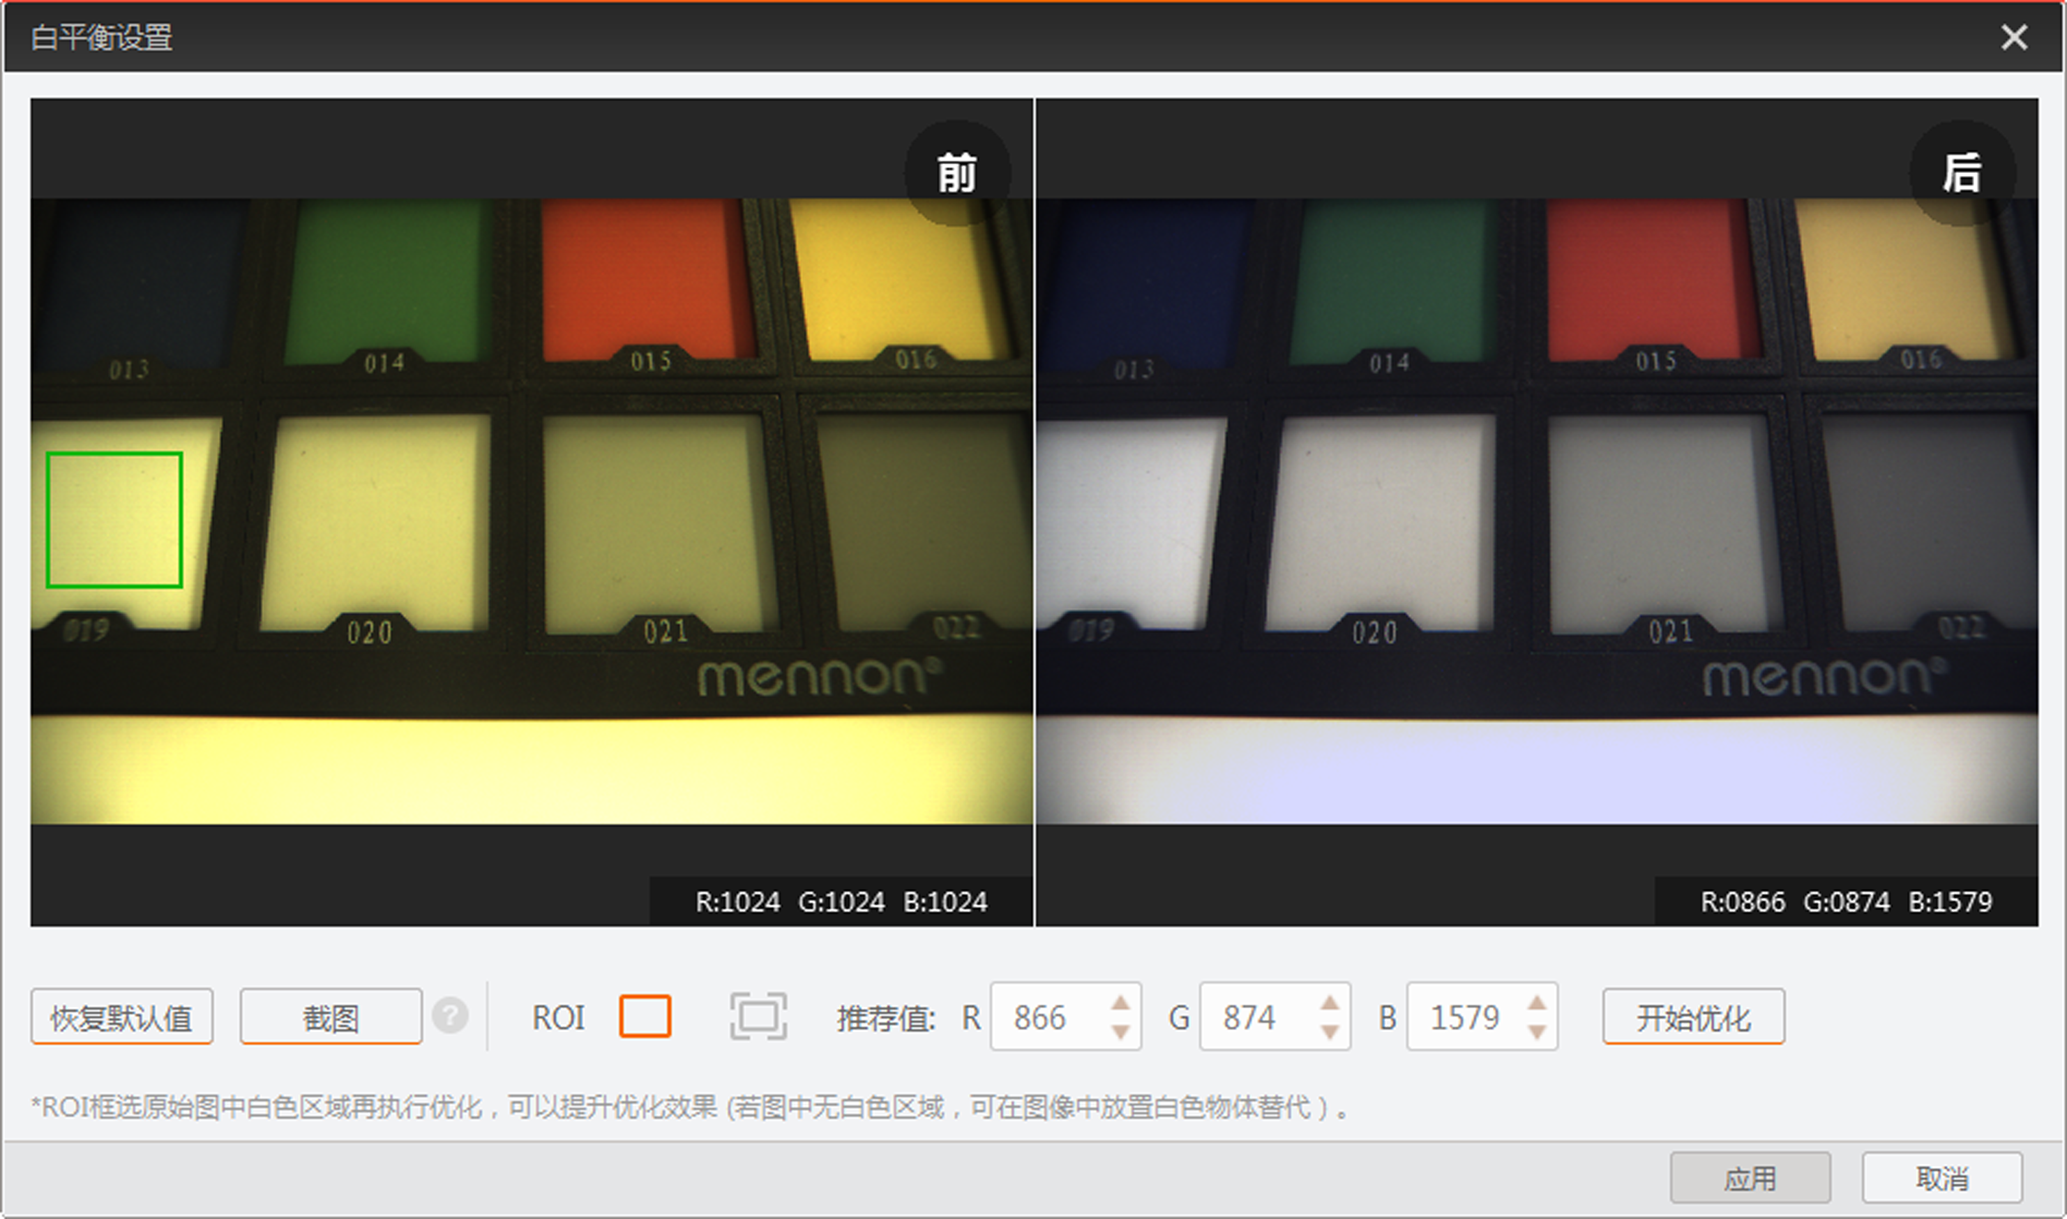 白平衡设置
前
后
013 014 015 016
013 014 015 016
019 020 021 022
019 020 021 022
mennon®
mennon®
R:1024 G:1024 B:1024
R:0866 G:0874 B:1579
恢复默认值 截图 ? ROI 推荐值: R 866 G 874 B 1579 开始优化
*ROI框选原始图中白色区域再执行优化，可以提升优化效果 (若图中无白色区域，可在图像中放置白色物体替代) 。
应用 取消